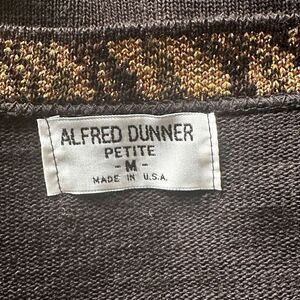 ALFRED DUNNER
PETITE
- M -
MADE IN U.S.A.